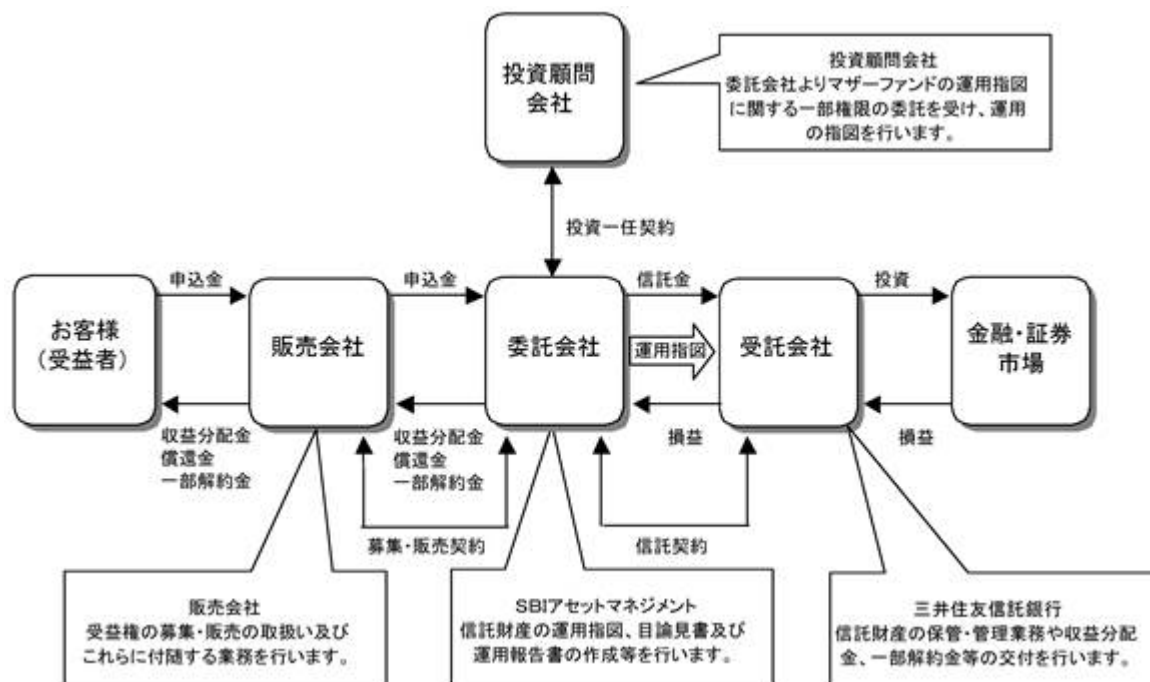 投資顧問
会社
投資顧問会社
委託会社よりマザーファンドの運用指図
に関する一部権限の委託を受け、運用
の指図を行います。
投資一任契約
申込金
申込金
信託金
投資
お客様
（受益者）
販売会社
委託会社
運用指図
受託会社
金融・証券
市場
収益分配金
償還金
一部解約金
収益分配金
償還金
一部解約金
損益
損益
募集・販売契約
信託契約
販売会社
受益権の募集・販売の取扱い及び
これらに付随する業務を行います。
SBIアセットマネジメント
信託財産の運用指図、目論見書及び
運用報告書の作成等を行います。
三井住友信託銀行
信託財産の保管・管理業務や収益分配
金、一部解約金等の交付を行います。